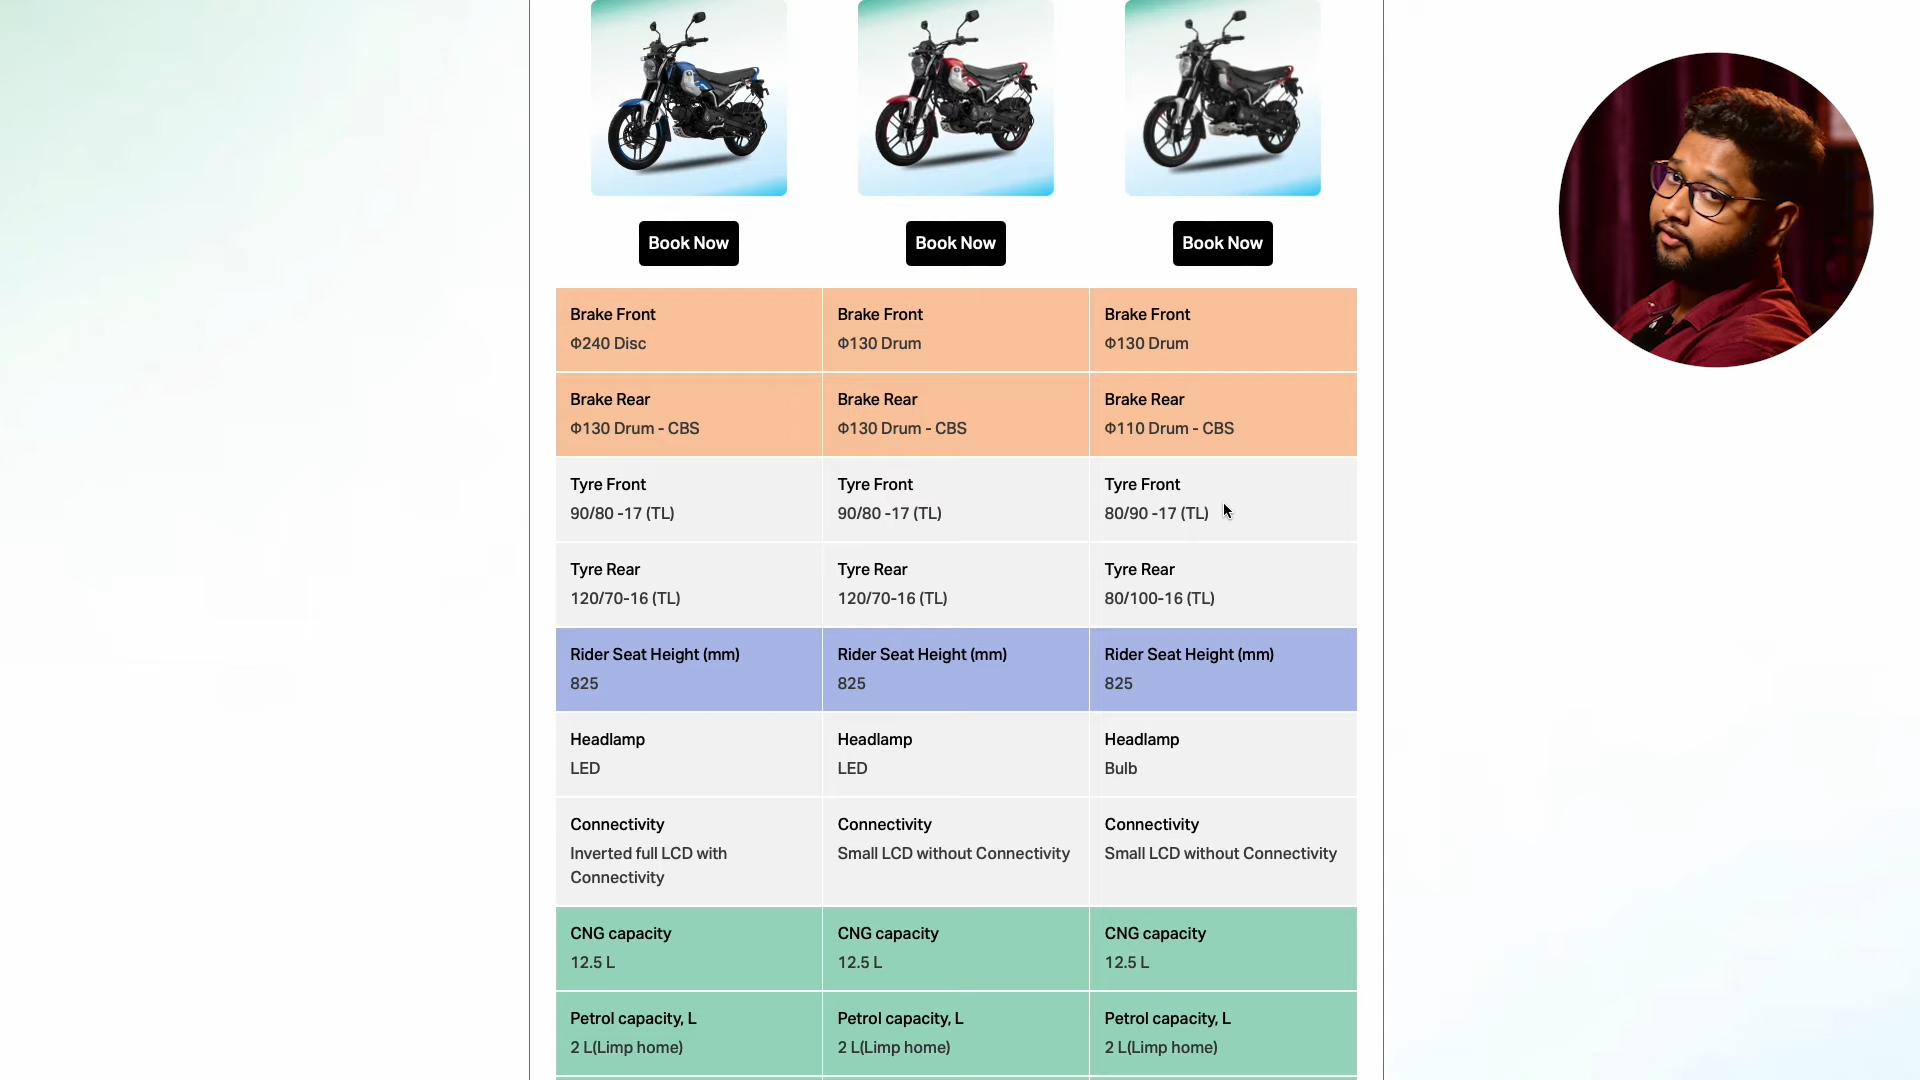 Book Now
Book Now
Book Now
Brake Front
Φ240 Disc
Brake Front
Φ130 Drum
Brake Front
Φ130 Drum
Brake Rear
Φ130 Drum - CBS
Brake Rear
Φ130 Drum - CBS
Brake Rear
Φ110 Drum - CBS
Tyre Front
90/80 -17 (TL)
Tyre Front
90/80 -17 (TL)
Tyre Front
80/90 -17 (TL)
Tyre Rear
120/70-16 (TL)
Tyre Rear
120/70-16 (TL)
Tyre Rear
80/100-16 (TL)
Rider Seat Height (mm)
825
Rider Seat Height (mm)
825
Rider Seat Height (mm)
825
Headlamp
LED
Headlamp
LED
Headlamp
Bulb
Connectivity
Inverted full LCD with
Connectivity
Connectivity
Small LCD without Connectivity
Connectivity
Small LCD without Connectivity
CNG capacity
12.5 L
CNG capacity
12.5 L
CNG capacity
12.5 L
Petrol capacity, L
2 L(Limp home)
Petrol capacity, L
2 L(Limp home)
Petrol capacity, L
2 L(Limp home)